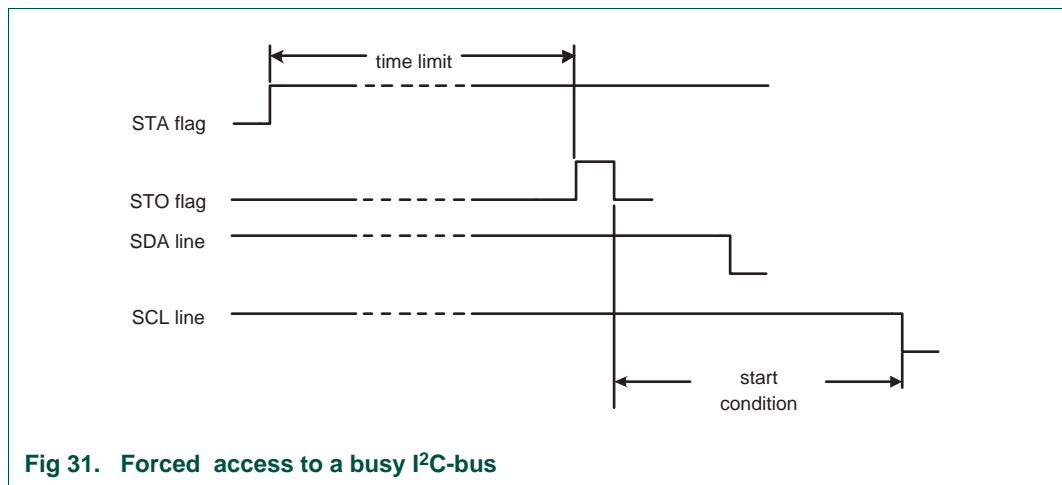 time limit
STA flag
STO flag
SDA line
SCL line
start
condition
Fig 31. Forced access to a busy I²C-bus